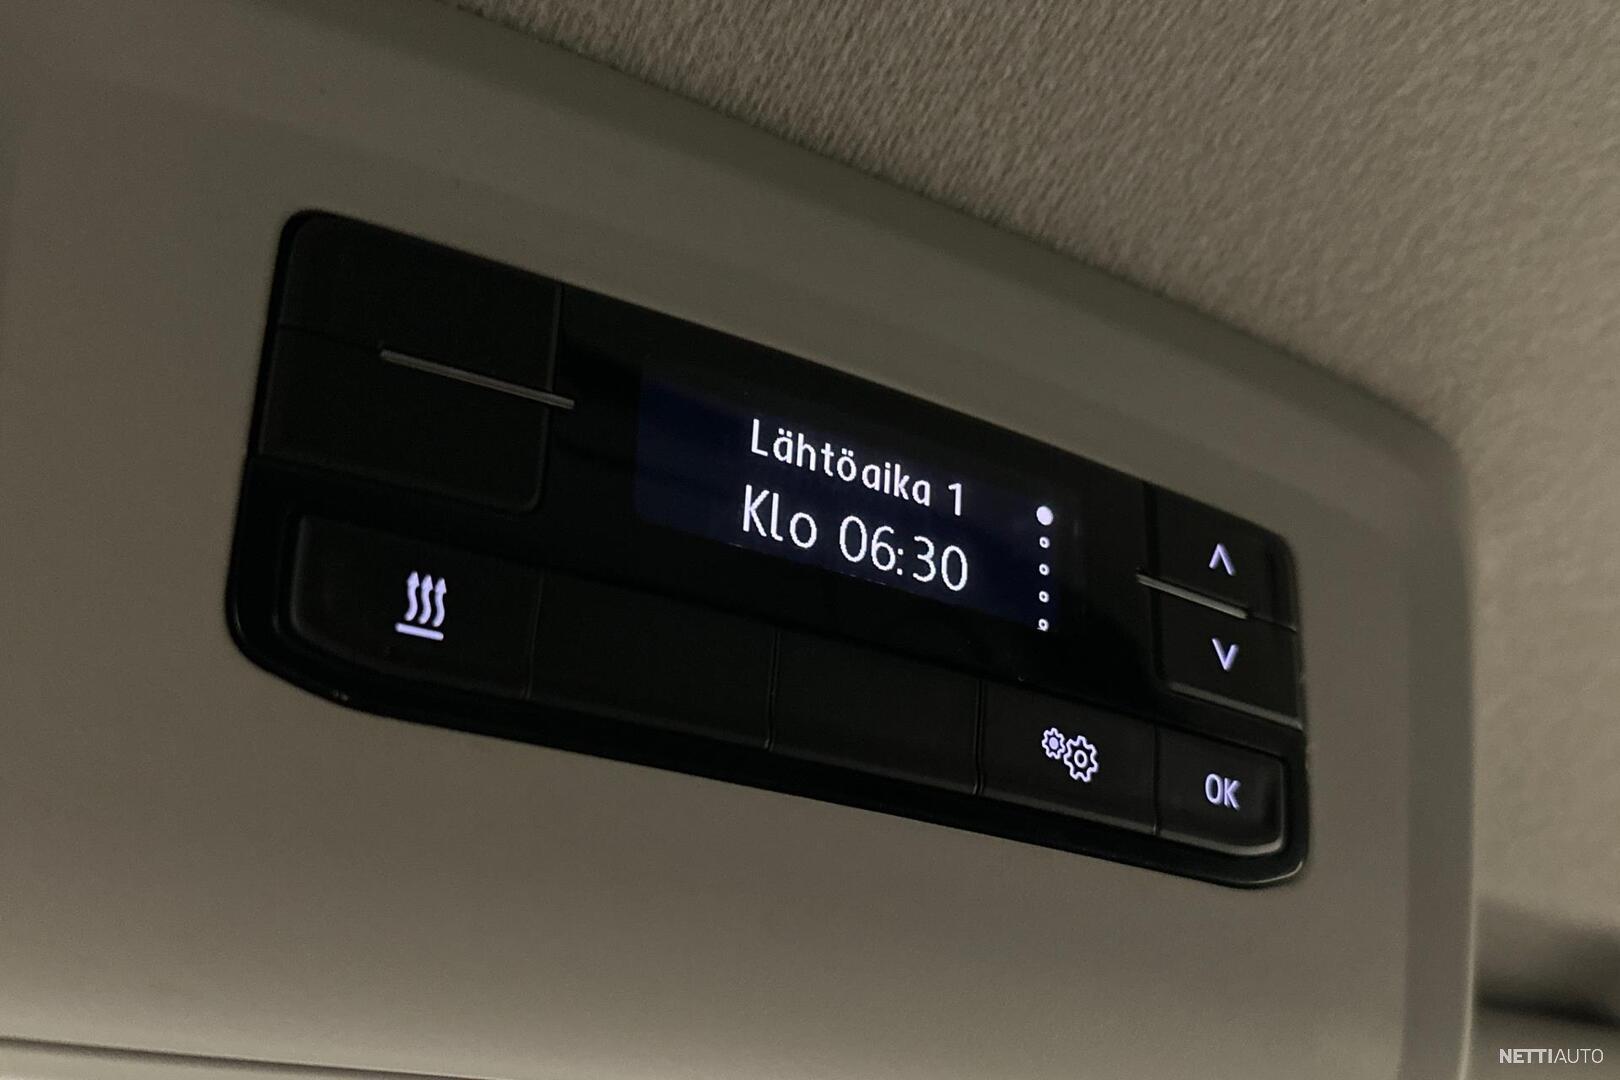 Lähtöaika 1
Klo 06:30
OK
NETTIAUTO